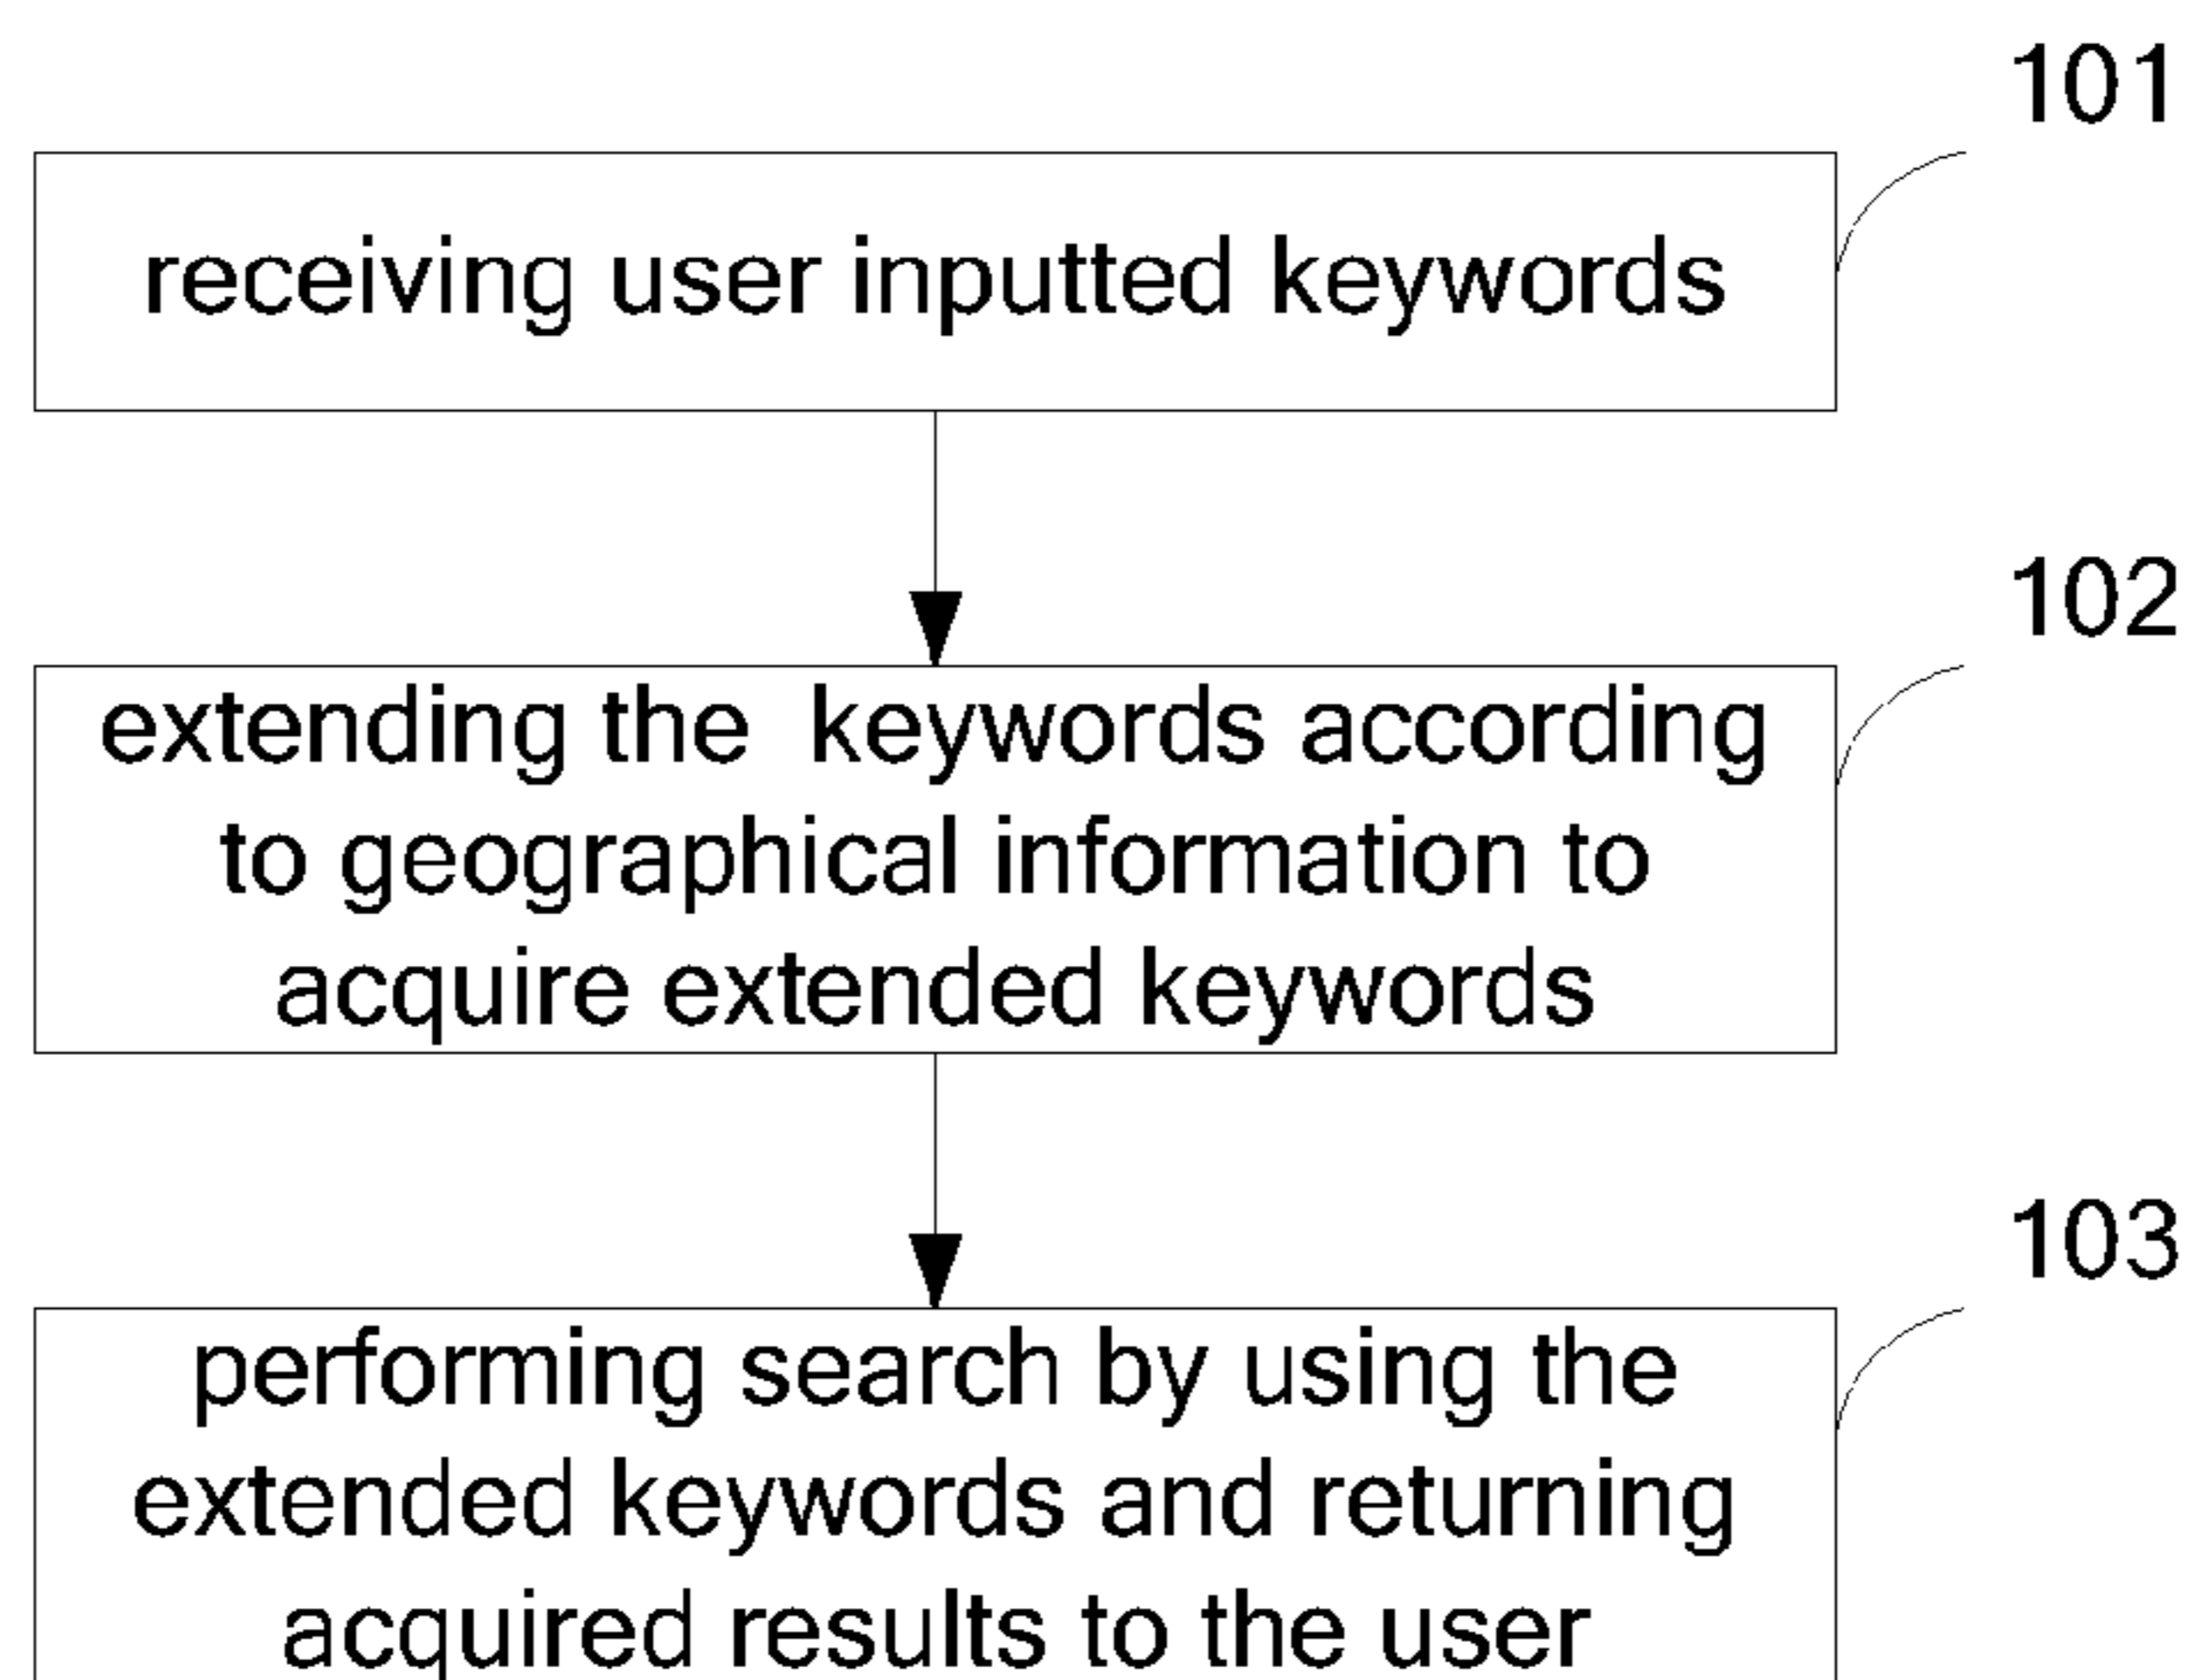 101
receiving user inputted keywords
102
extending the  keywords according
to geographical information to
acquire extended keywords
103
performing search by using the
extended keywords and returning
acquired results to the user